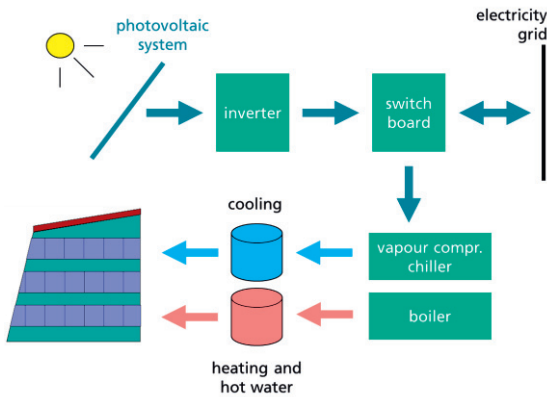 electricity
grid
photovoltaic
system
inverter
switch
board
cooling
vapour compr.
chiller
boiler
heating and
hot water